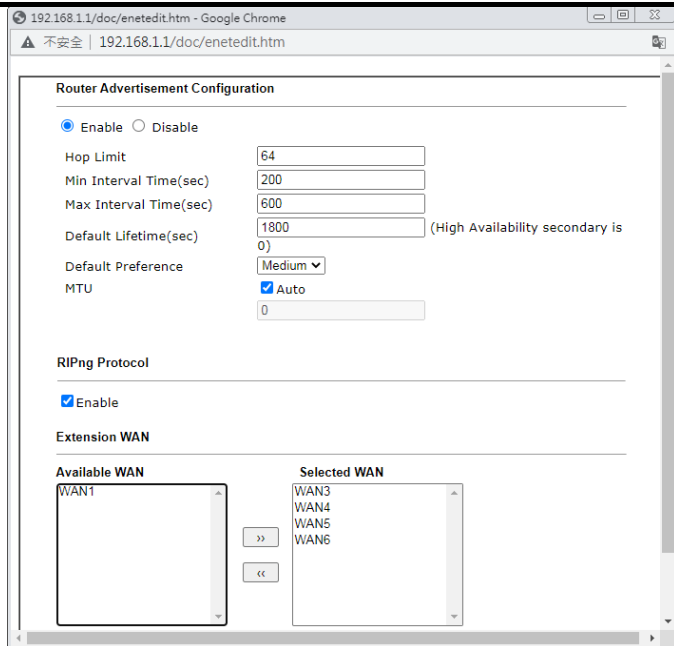 192.168.1.1/doc/enetedit.htm - Google Chrome
不安全 | 192.168.1.1/doc/enetedit.htm
Router Advertisement Configuration
Enable Disable
Hop Limit 64
Min Interval Time(sec) 200
Max Interval Time(sec) 600
Default Lifetime(sec) 1800 (High Availability secondary is
0)
Default Preference Medium
MTU Auto
0
RIPng Protocol
Enable
Extension WAN
Available WAN Selected WAN
WAN1 WAN3
WAN4
WAN5
WAN6
>>
<<